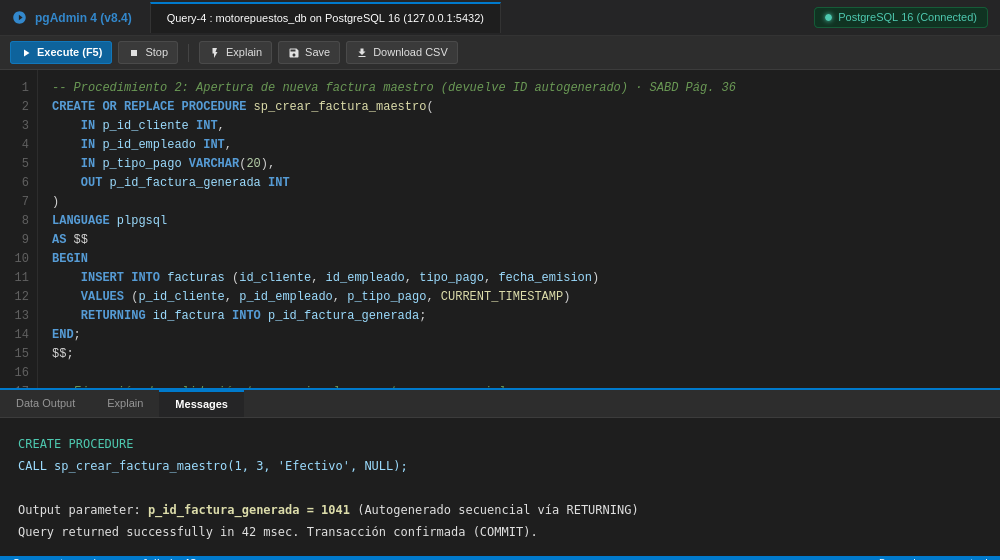 pgAdmin 4 (v8.4)
Query-4 : motorepuestos_db on PostgreSQL 16 (127.0.0.1:5432)
PostgreSQL 16 (Connected)
Execute (F5)
Stop
Explain
Save
Download CSV
1 -- Procedimiento 2: Apertura de nueva factura maestro (devuelve ID autogenerado) · SABD Pág. 36
2 CREATE OR REPLACE PROCEDURE sp_crear_factura_maestro(
3 IN p_id_cliente INT,
4 IN p_id_empleado INT,
5 IN p_tipo_pago VARCHAR(20),
6 OUT p_id_factura_generada INT
7 )
8 LANGUAGE plpgsql
9 AS $$
10 BEGIN
11 INSERT INTO facturas (id_cliente, id_empleado, tipo_pago, fecha_emision)
12 VALUES (p_id_cliente, p_id_empleado, p_tipo_pago, CURRENT_TIMESTAMP)
13 RETURNING id_factura INTO p_id_factura_generada;
14 END;
15 $$;
16
17
Data Output
Explain
Messages
CREATE PROCEDURE
CALL sp_crear_factura_maestro(1, 3, 'Efectivo', NULL);
Output parameter: p_id_factura_generada = 1041 (Autogenerado secuencial vía RETURNING)
Query returned successfully in 42 msec. Transacción confirmada (COMMIT).